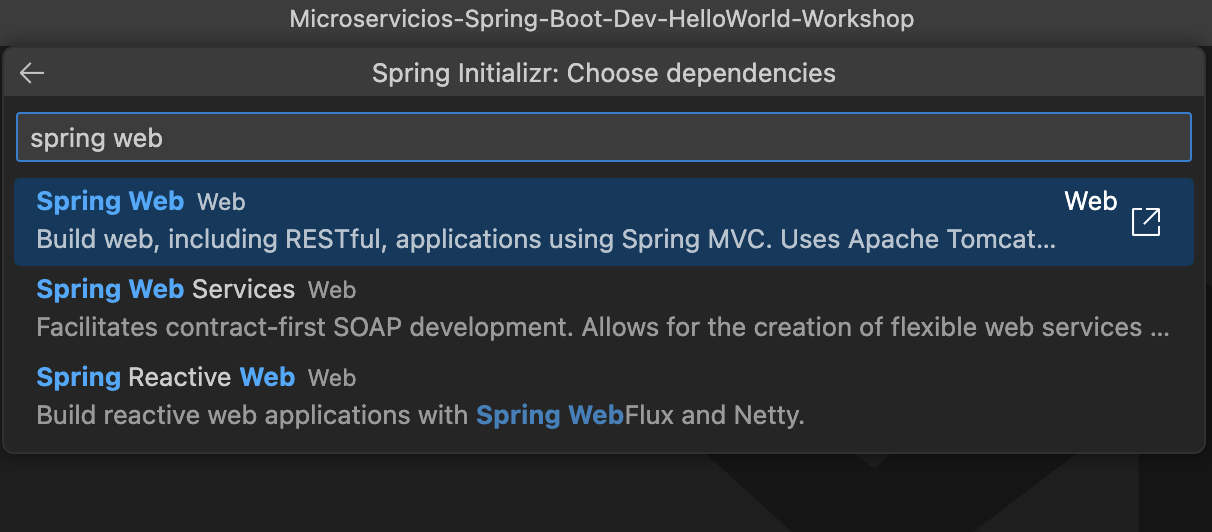 Microservicios-Spring-Boot-Dev-HelloWorld-Workshop
Spring Initializr: Choose dependencies
spring web
Spring Web Web Web
Build web, including RESTful, applications using Spring MVC. Uses Apache Tomcat...
Spring Web Services Web
Facilitates contract-first SOAP development. Allows for the creation of flexible web services ...
Spring Reactive Web Web
Build reactive web applications with Spring WebFlux and Netty.